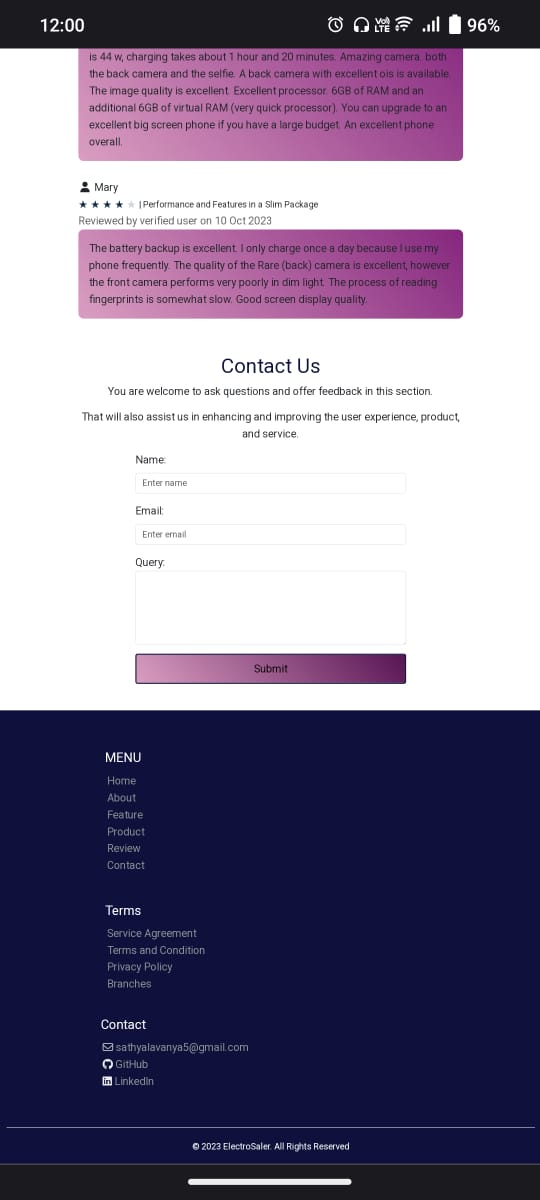 12:00
Vo) LTE
96%
is 44 w, charging takes about 1 hour and 20 minutes. Amazing camera. both
the back camera and the selfie. A back camera with excellent ois is available.
The image quality is excellent. Excellent processor. 6GB of RAM and an
additional 6GB of virtual RAM (very quick processor). You can upgrade to an
excellent big screen phone if you have a large budget. An excellent phone
overall.
Mary
| Performance and Features in a Slim Package
Reviewed by verified user on 10 Oct 2023
The battery backup is excellent. I only charge once a day because I use my
phone frequently. The quality of the Rare (back) camera is excellent, however
the front camera performs very poorly in dim light. The process of reading
fingerprints is somewhat slow. Good screen display quality.
Contact Us
You are welcome to ask questions and offer feedback in this section.
That will also assist us in enhancing and improving the user experience, product,
and service.
Name:
Enter name
Email:
Enter email
Query:
Submit
MENU
Home
About
Feature
Product
Review
Contact
Terms
Service Agreement
Terms and Condition
Privacy Policy
Branches
Contact
sathyalavanya5@gmail.com
GitHub
LinkedIn
© 2023 ElectroSaler. All Rights Reserved